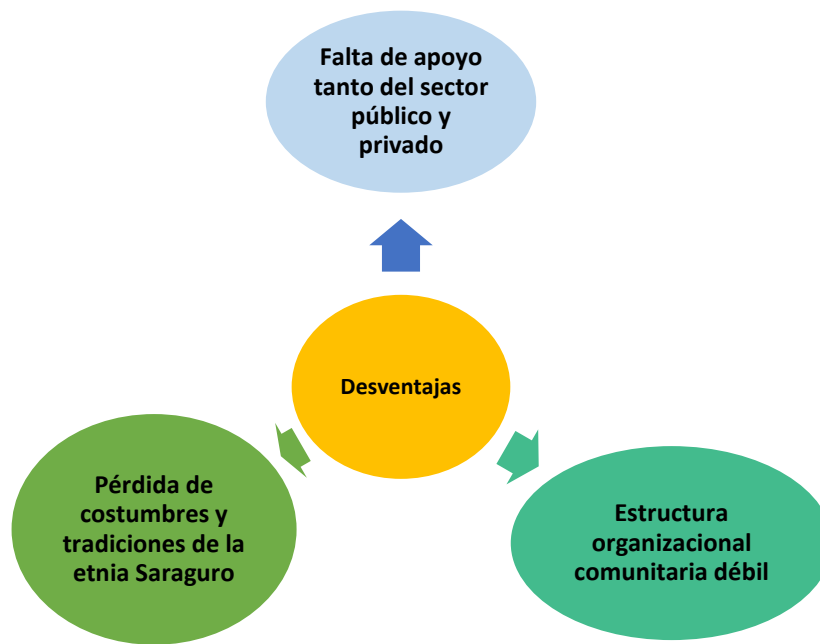 Falta de apoyo
tanto del sector
público y
privado
Desventajas
Pérdida de
costumbres y
tradiciones de la
etnia Saraguro
Estructura
organizacional
comunitaria débil